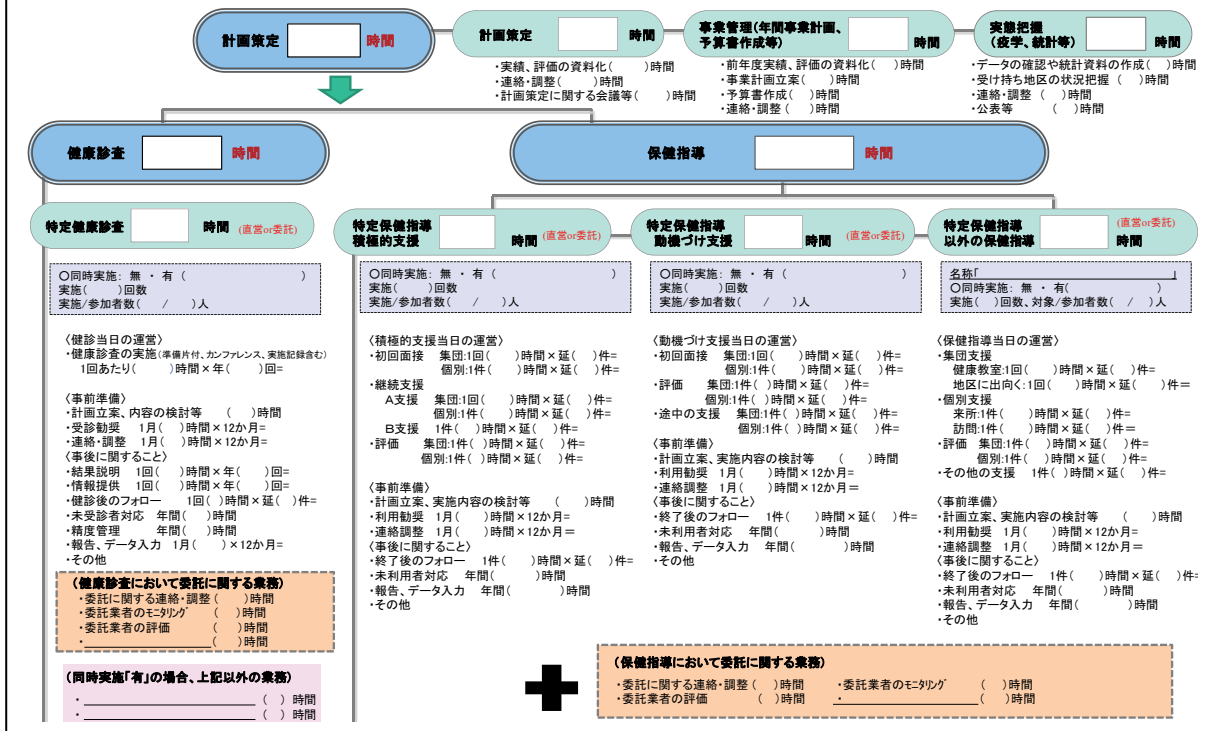 計画策定 時間
計画策定 時間
・実績、評価の資料化(　　)時間
・連絡・調整(　　)時間
・計画策定に関する会議等(　　)時間
事業管理(年間事業計画、
予算書作成等) 時間
・前年度実績、評価の資料化(　　)時間
・事業計画立案(　　)時間
・予算書作成(　　)時間
・連絡・調整 (　　)時間
実態把握
(疫学、統計等) 時間
・データの確認や統計資料の作成(　　)時間
・受け持ち地区の状況把握 (　　)時間
・連絡・調整 (　　)時間
・公表等 (　　)時間
健康診査 時間
保健指導 時間
特定健康診査 時間 (直営or委託)
〇同時実施: 無 ・ 有 (　　)
実施(　　)回数
実施/参加者数(　/　)人
〈健診当日の運営〉
・健康診査の実施(準備片付、カンファレンス、実施記録含む)
1回あたり(　　)時間×年(　　)回=
〈事前準備〉
・計画立案、内容の検討等 (　　)時間
・受診勧奨 1月(　　)時間×12か月=
・連絡・調整 1月(　　)時間×12か月=
〈事後に関すること〉
・結果説明 1回(　　)時間×年(　　)回=
・情報提供 1回(　　)時間×年(　　)回=
・健診後のフォロー 1回(　)時間×延(　)件=
・未受診者対応 年間(　　)時間
・精度管理 年間(　　)時間
・報告、データ入力 1月(　　)×12か月=
・その他
(健康診査において委託に関する業務)
・委託に関する連絡・調整(　　)時間
・委託業者のモニタリング (　　)時間
・委託業者の評価 (　　)時間
・＿＿＿＿＿＿ (　　)時間
(同時実施「有」の場合、上記以外の業務)
・＿＿＿＿＿＿ (　) 時間
・＿＿＿＿＿＿ (　) 時間
特定保健指導
積極的支援 時間 (直営or委託)
〇同時実施: 無 ・ 有 (　　)
実施(　　)回数
実施/参加者数(　/　)人
〈積極的支援当日の運営〉
・初回面接 集団:1回(　　)時間×延(　　)件=
個別:1件(　　)時間×延(　　)件=
・継続支援
A支援 集団:1回(　　)時間×延(　　)件=
個別:1件(　　)時間×延(　　)件=
B支援 1件(　　)時間×延(　　)件=
・評価 集団:1件(　)時間×延(　　)件=
個別:1件(　)時間×延(　　)件=
〈事前準備〉
・計画立案、実施内容の検討等 (　　)時間
・利用勧奨 1月(　　)時間×12か月=
・連絡調整 1月(　　)時間×12か月＝
〈事後に関すること〉
・終了後のフォロー 1件(　　)時間×延(　　)件=
・未利用者対応 年間(　　)時間
・報告、データ入力 年間(　　)時間
・その他
特定保健指導
動機づけ支援 時間 (直営or委託)
〇同時実施: 無 ・ 有 (　　)
実施(　　)回数
実施/参加者数(　/　)人
〈動機づけ支援当日の運営〉
・初回面接 集団:1回(　　)時間×延(　　)件=
個別:1件(　　)時間×延(　　)件=
・評価 集団:1件(　)時間×延(　　)件=
個別:1件(　)時間×延(　　)件=
・途中の支援 集団:1件(　)時間×延(　　)件=
個別:1件(　)時間×延(　　)件=
〈事前準備〉
・計画立案、実施内容の検討等 (　　)時間
・利用勧奨 1月(　　)時間×12か月=
・連絡調整 1月(　　)時間×12か月＝
〈事後に関すること〉
・終了後のフォロー 1件(　　)時間×延(　　)件=
・未利用者対応 年間(　　)時間
・報告、データ入力 年間(　　)時間
・その他
特定保健指導
以外の保健指導 (直営or委託) 時間
名称「　　　」
〇同時実施: 無 ・ 有(　　)
実施(　)回数、対象/参加者数(　/　)人
〈保健指導当日の運営〉
・集団支援
健康教室:1回(　　)時間×延(　　)件=
地区に出向く:1回(　　)時間×延(　　)件＝
・個別支援
来所:1件(　　)時間×延(　　)件=
訪問:1件(　　)時間×延(　　)件＝
・評価 集団:1件(　)時間×延(　　)件=
個別:1件(　)時間×延(　　)件=
・その他の支援 1件(　　)時間×延(　　)件=
〈事前準備〉
・計画立案、実施内容の検討等 (　　)時間
・利用勧奨 1月(　　)時間×12か月=
・連絡調整 1月(　　)時間×12か月＝
〈事後に関すること〉
・終了後のフォロー 1件(　　)時間×延(　　)件=
・未利用者対応 年間(　　)時間
・報告、データ入力 年間(　　)時間
・その他
(保健指導において委託に関する業務)
・委託に関する連絡・調整(　)時間 ・委託業者のモニタリング (　　)時間
・委託業者の評価 (　　)時間 ・＿＿＿＿＿＿ (　　)時間